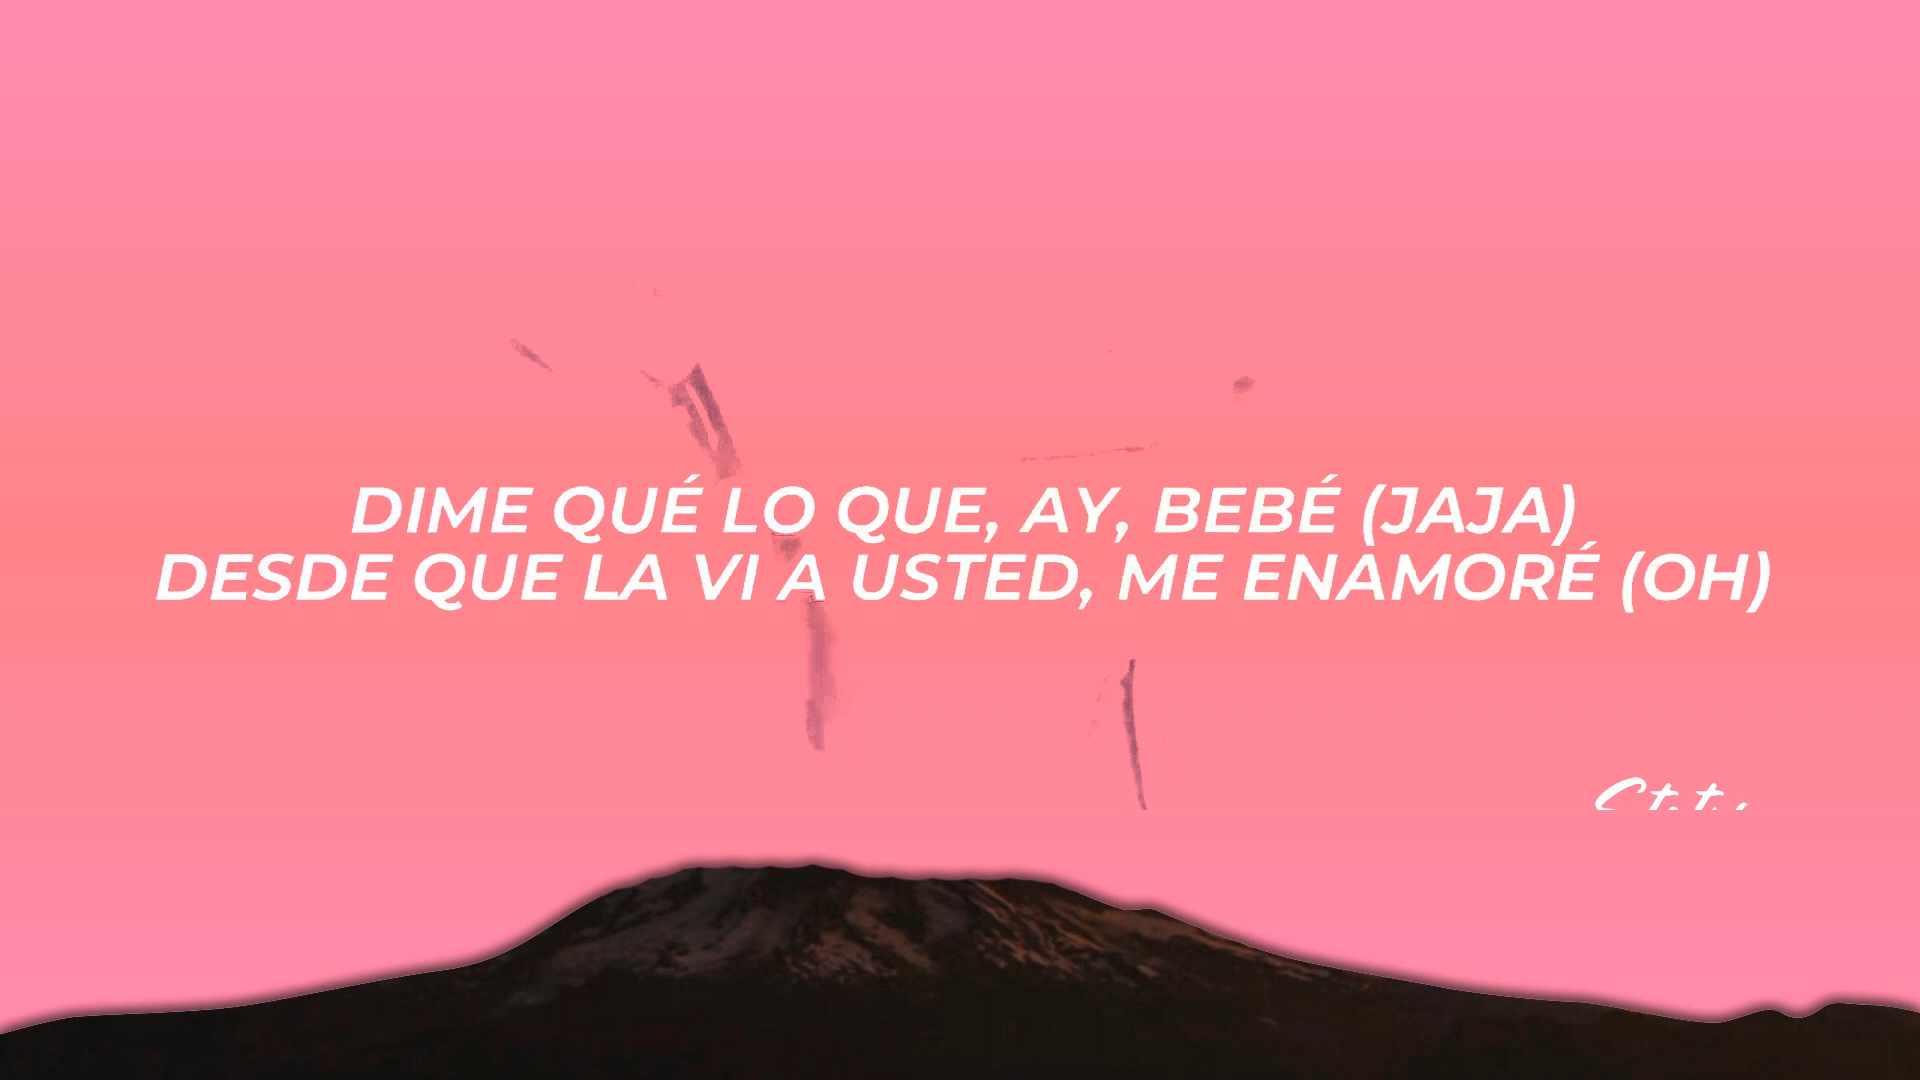 DIME QUÉ LO QUE, AY, BEBÉ (JAJA)
DESDE QUE LA VI A USTED, ME ENAMORÉ (OH)